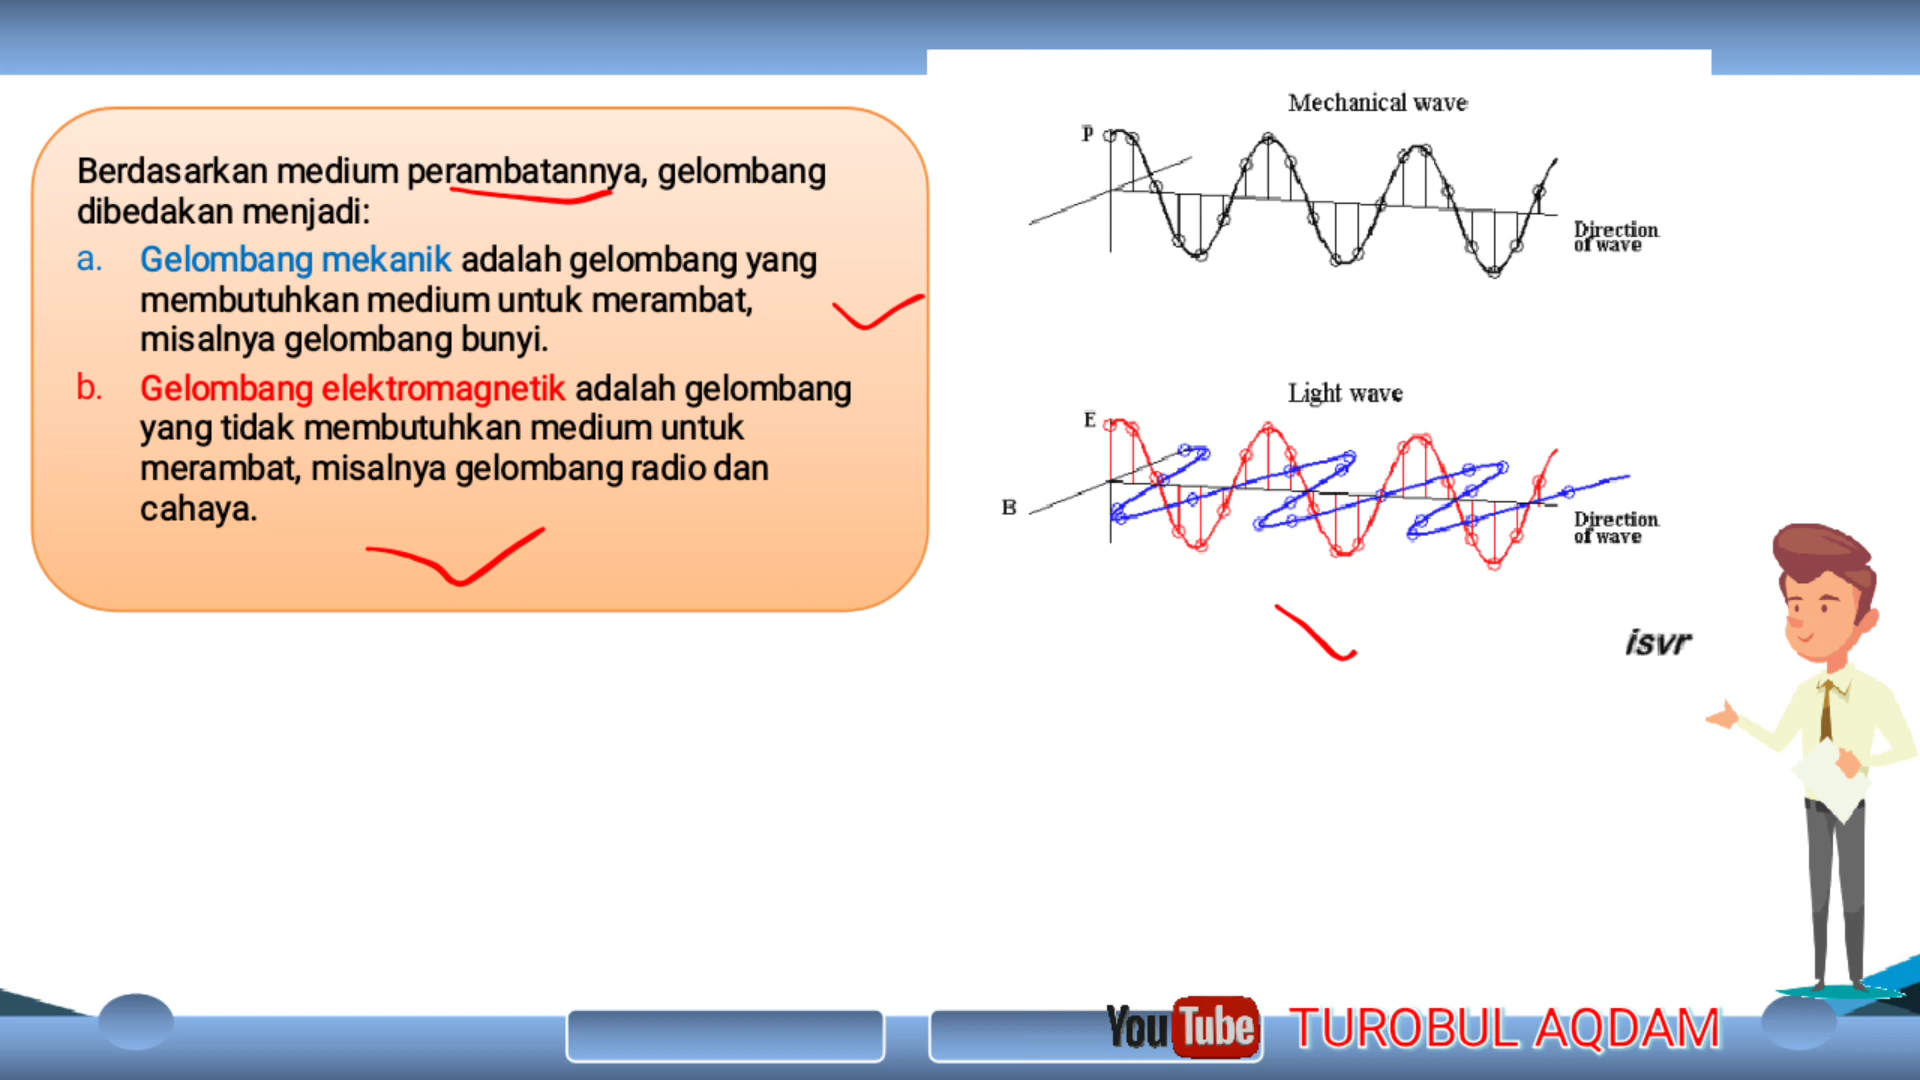 Berdasarkan medium perambatannya, gelombang
dibedakan menjadi:
a. Gelombang mekanik adalah gelombang yang
membutuhkan medium untuk merambat,
misalnya gelombang bunyi.
b. Gelombang elektromagnetik adalah gelombang
yang tidak membutuhkan medium untuk
merambat, misalnya gelombang radio dan
cahaya.
Mechanical wave
P
Direction
of wave
Light wave
E
B
Direction
of wave
isvr
YouTube TUROBUL AQDAM